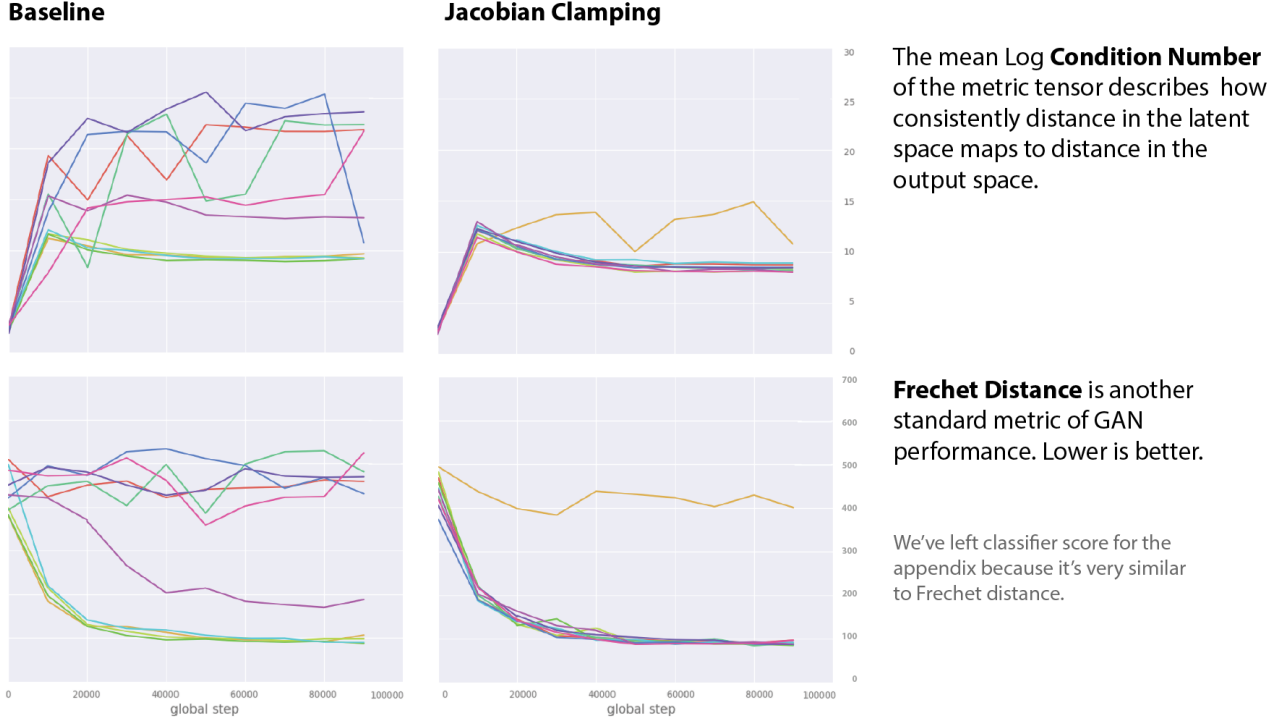 Baseline
Jacobian Clamping
30
25
20
15
10
5
0
The mean Log Condition Number
of the metric tensor describes how
consistently distance in the latent
space maps to distance in the
output space.
700
600
500
400
300
200
100
0
Frechet Distance is another
standard metric of GAN
performance. Lower is better.
We’ve left classifier score for the
appendix because it’s very similar
to Frechet distance.
0 20000 40000 60000 80000 100000
global step
0 20000 40000 60000 80000 100000
global step